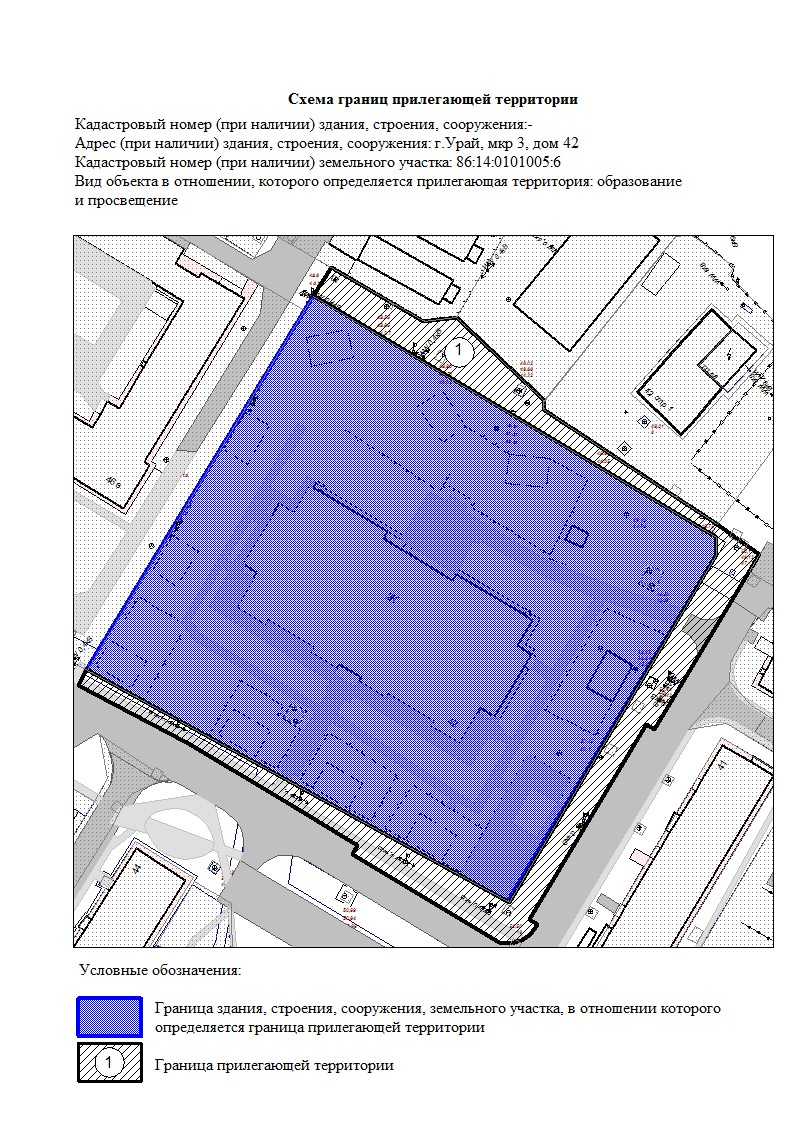 Схема границ прилегающей территории
Кадастровый номер (при наличии) здания, строения, сооружения:-
Адрес (при наличии) здания, строения, сооружения: г.Урай, мкр 3, дом 42
Кадастровый номер (при наличии) земельного участка: 86:14:0101005:6
Вид объекта в отношении, которого определяется прилегающая территория: образование
и просвещение
1
41
44
Условные обозначения:
Граница здания, строения, сооружения, земельного участка, в отношении которого
определяется граница прилегающей территории
1
Граница прилегающей территории